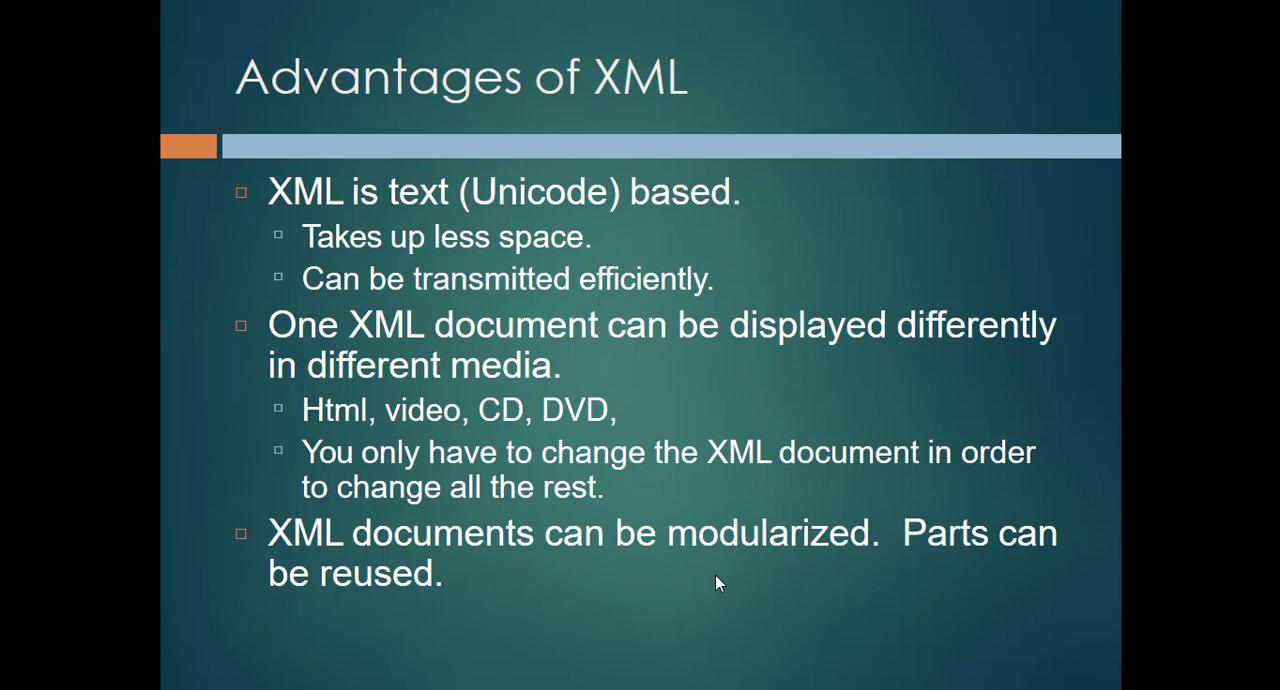 Advantages of XML
XML is text (Unicode) based.
Takes up less space.
Can be transmitted efficiently.
One XML document can be displayed differently
in different media.
Html, video, CD, DVD,
You only have to change the XML document in order
to change all the rest.
XML documents can be modularized.  Parts can
be reused.